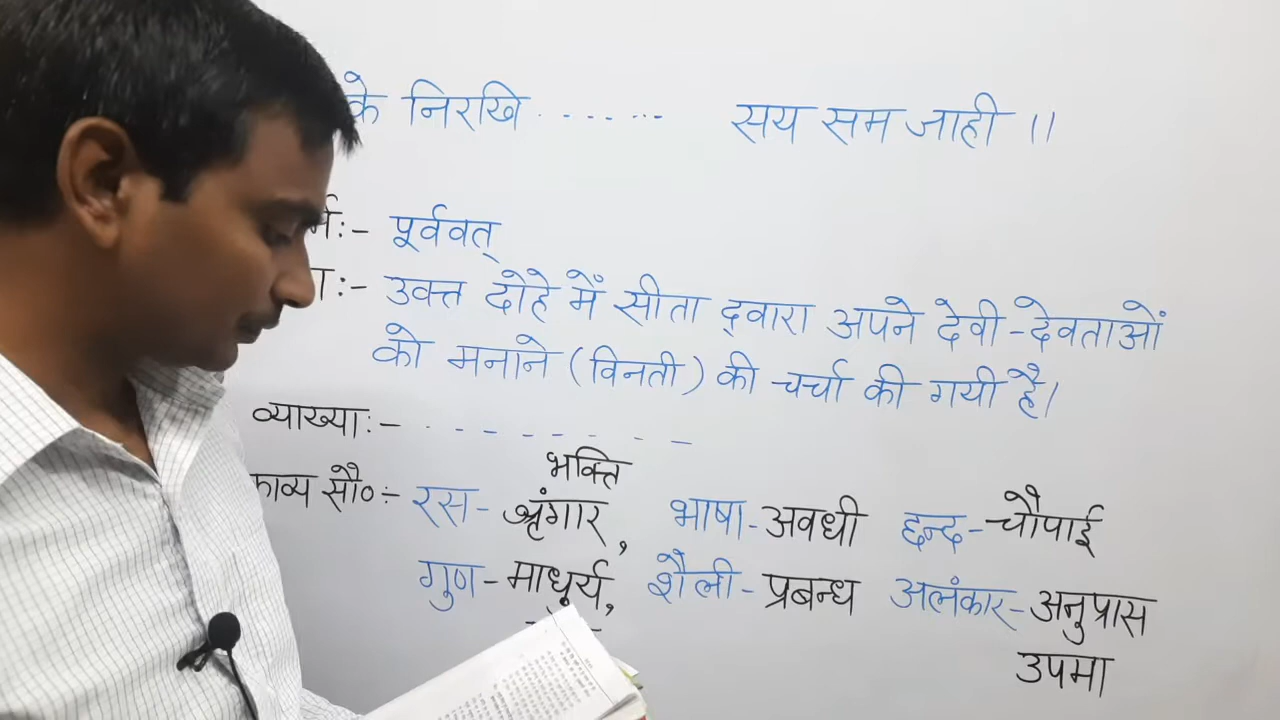 के निरखि ....... सय सम जाही ॥
पूर्ववत्
उक्त दोहे में सीता द्वारा अपने देवी-देवताओं
को मनाने (विनती) की चर्चा की गयी है।
व्याख्याः- . - - - - - -
भक्ति
काव्य सौ०ः- रस- श्रृंगार, भाषा-अवधी छन्द-चौपाई
गुण-माधुर्य, शैली-प्रबन्ध अलंकार-अनुप्रास
उपमा